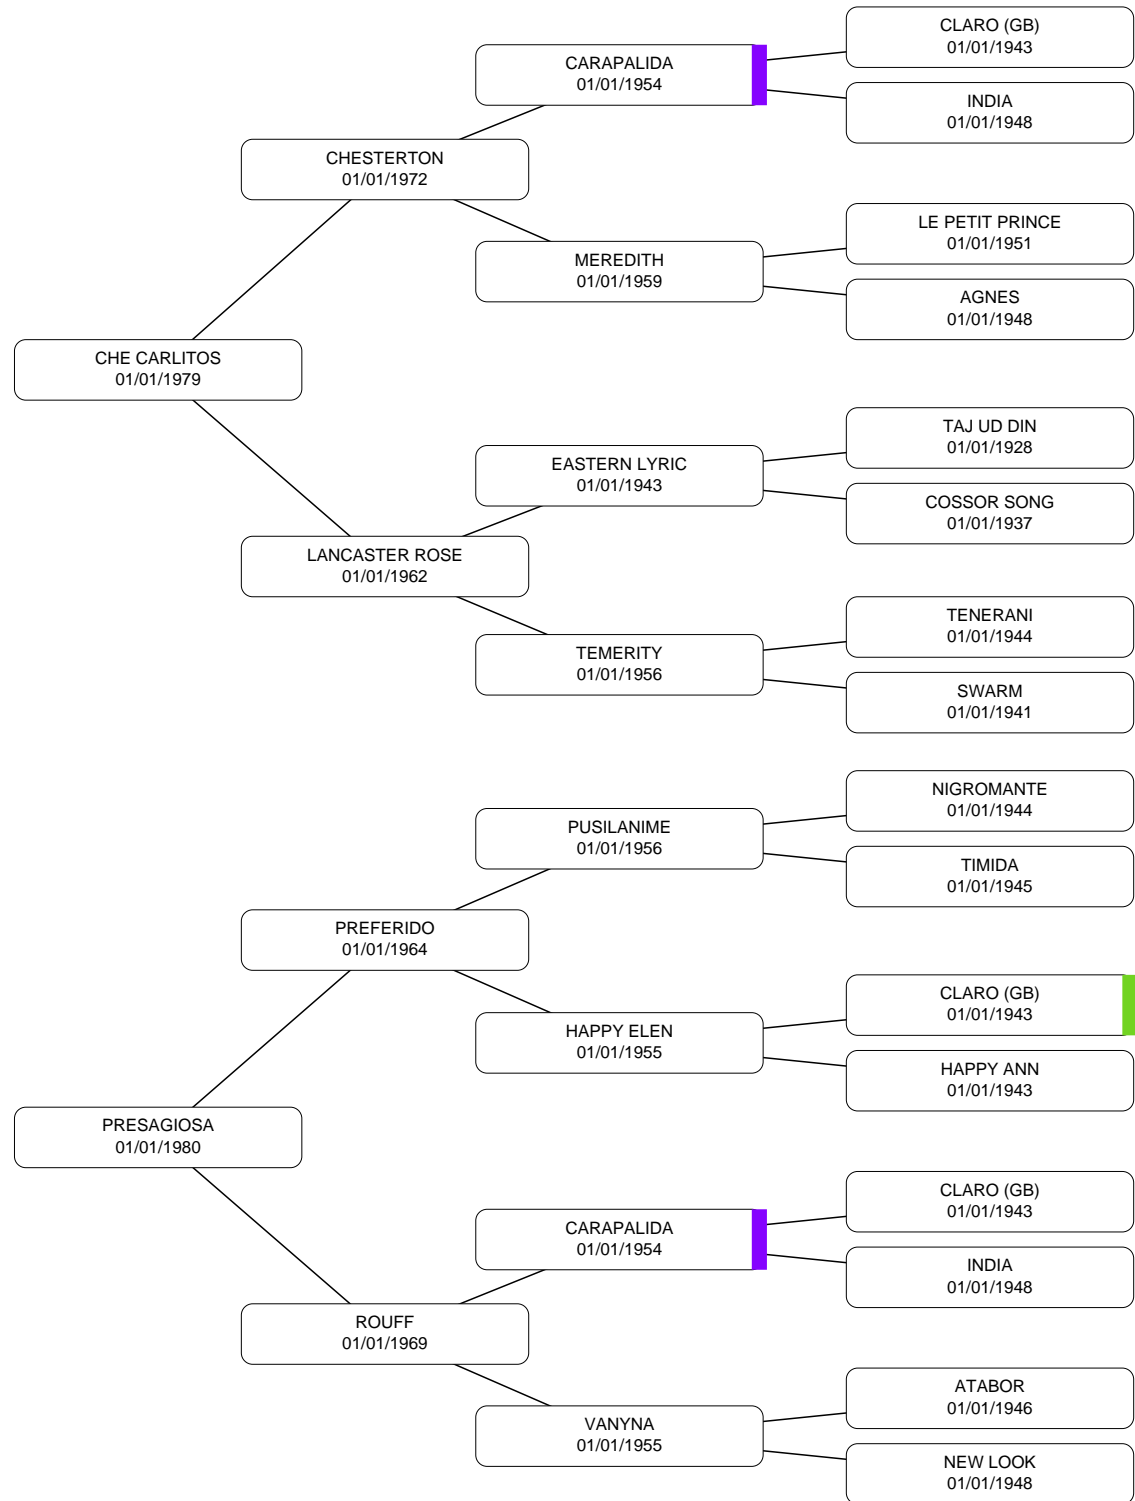 CLARO (GB)
01/01/1943
CARAPALIDA
01/01/1954
INDIA
01/01/1948
CHESTERTON
01/01/1972
LE PETIT PRINCE
01/01/1951
MEREDITH
01/01/1959
AGNES
01/01/1948
CHE CARLITOS
01/01/1979
TAJ UD DIN
01/01/1928
EASTERN LYRIC
01/01/1943
COSSOR SONG
01/01/1937
LANCASTER ROSE
01/01/1962
TENERANI
01/01/1944
TEMERITY
01/01/1956
SWARM
01/01/1941
NIGROMANTE
01/01/1944
PUSILANIME
01/01/1956
TIMIDA
01/01/1945
PREFERIDO
01/01/1964
CLARO (GB)
01/01/1943
HAPPY ELEN
01/01/1955
HAPPY ANN
01/01/1943
PRESAGIOSA
01/01/1980
CLARO (GB)
01/01/1943
CARAPALIDA
01/01/1954
INDIA
01/01/1948
ROUFF
01/01/1969
ATABOR
01/01/1946
VANYNA
01/01/1955
NEW LOOK
01/01/1948